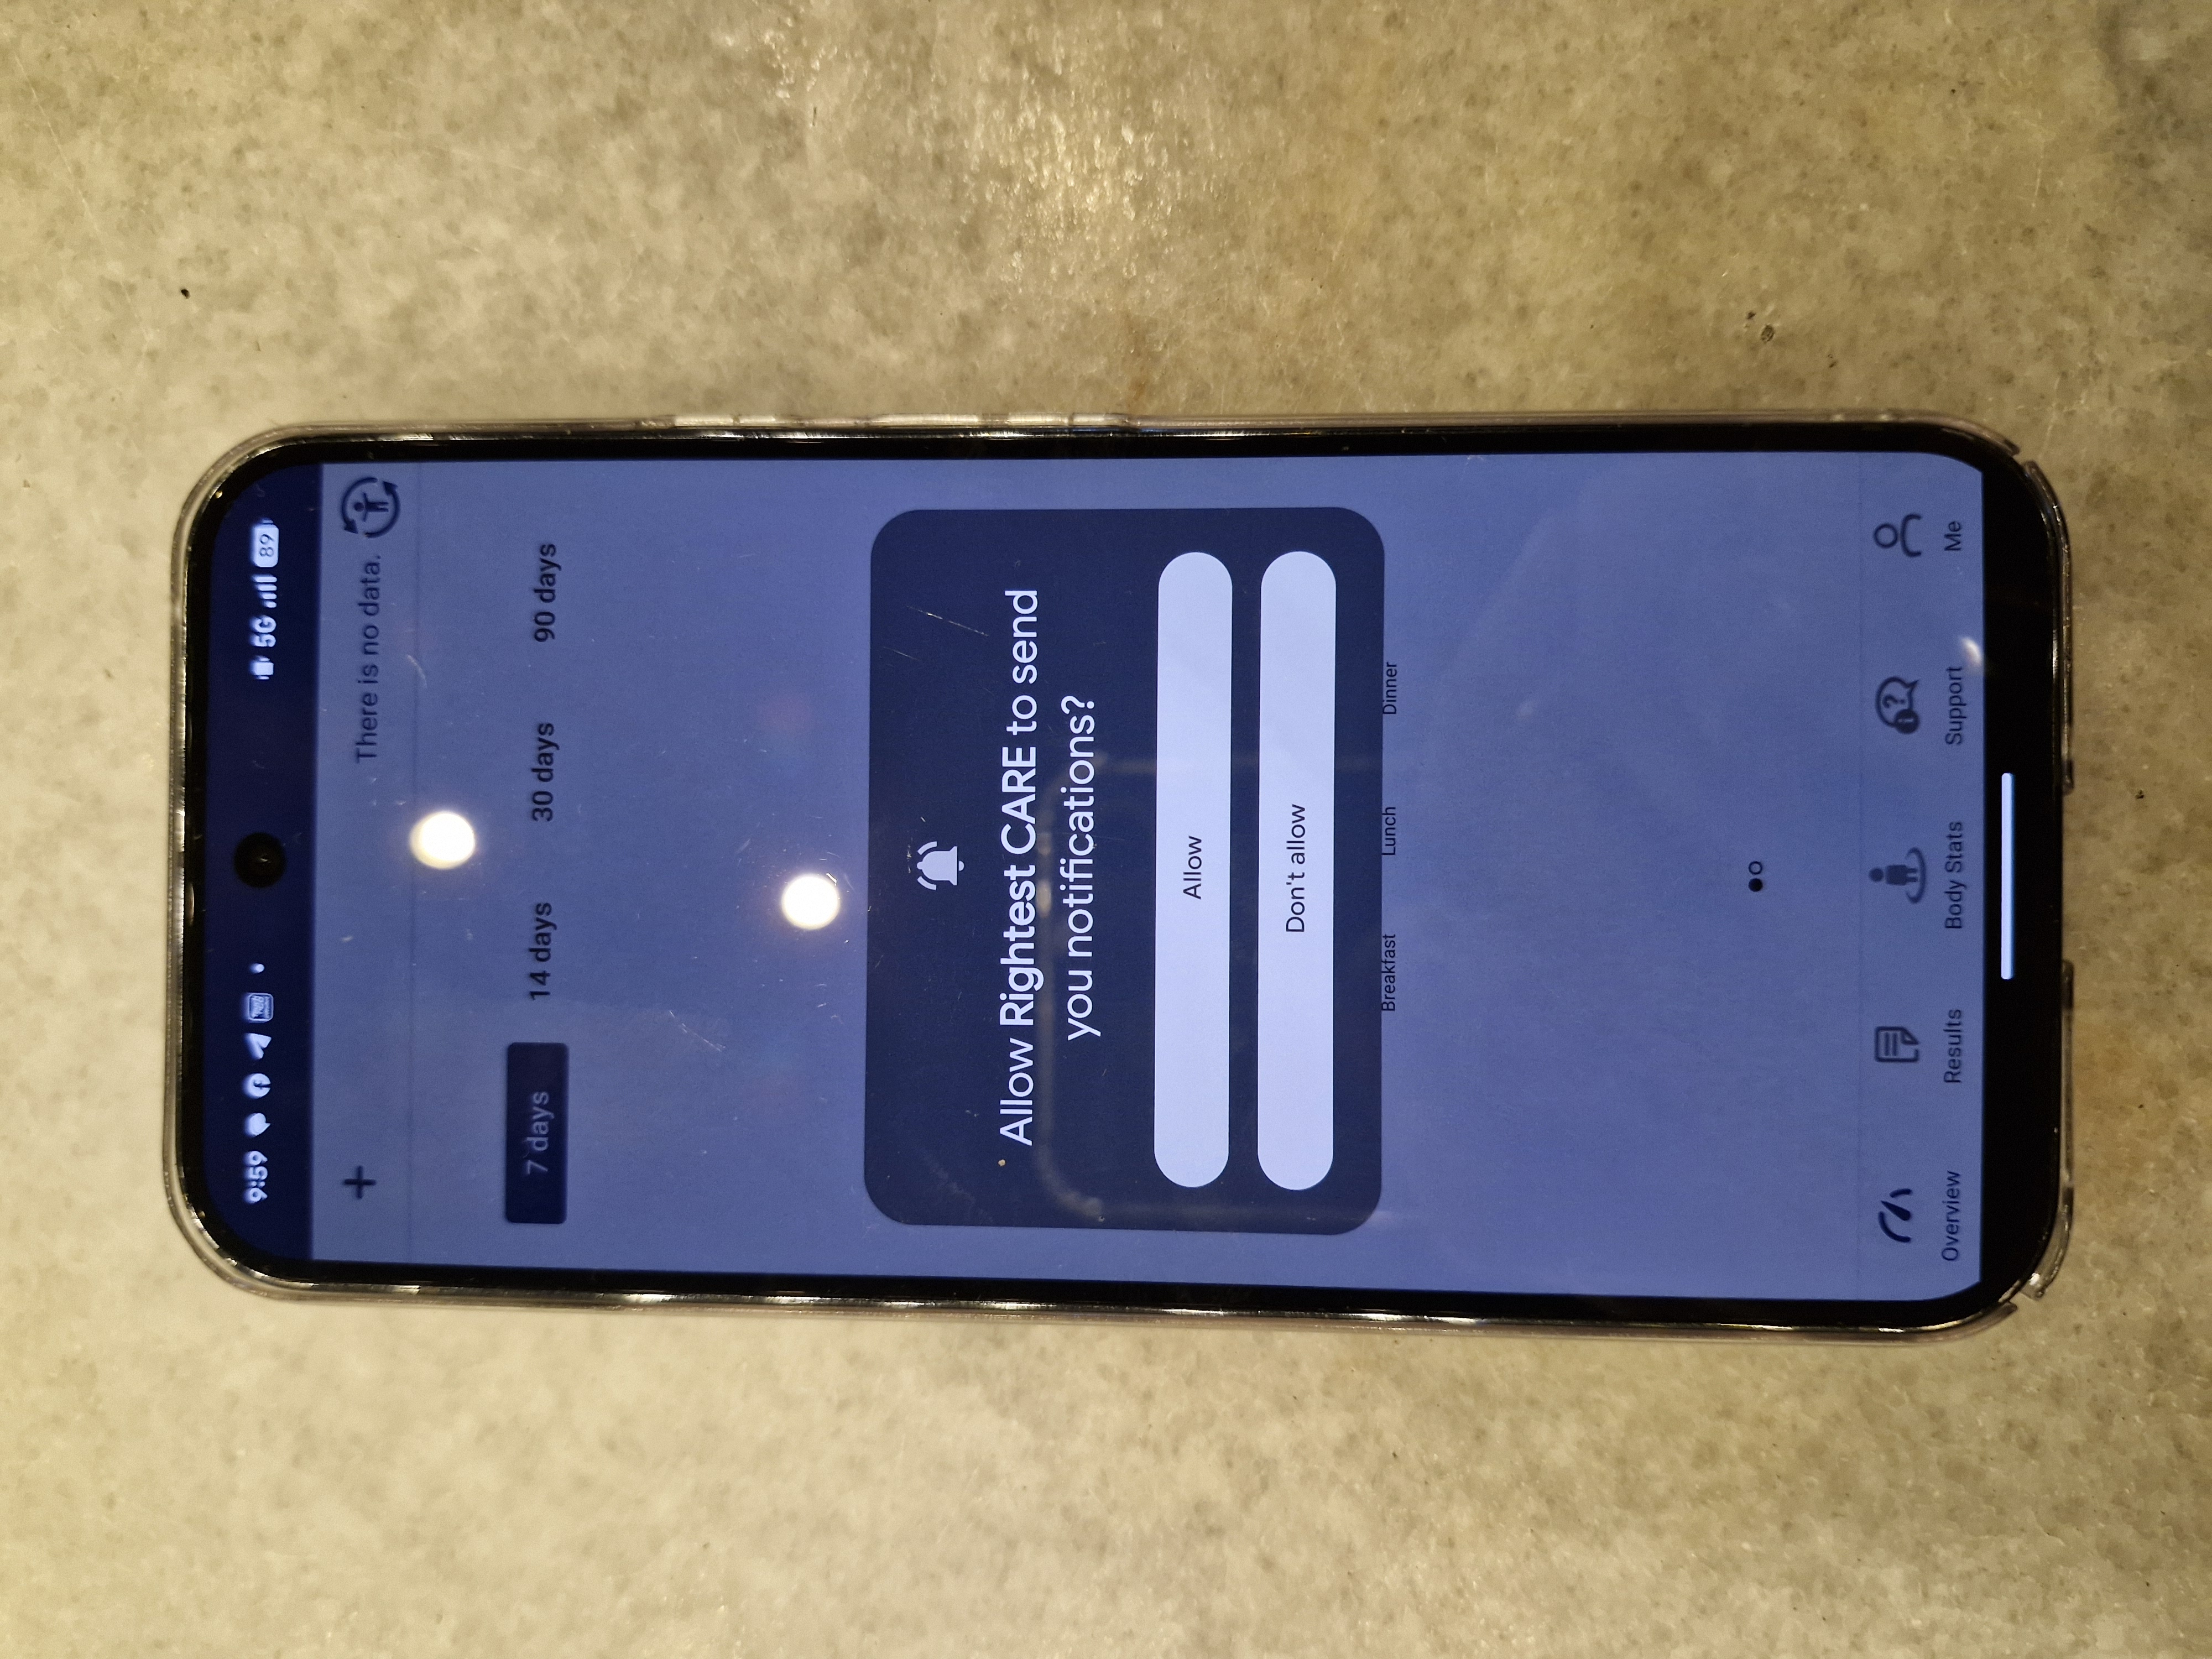 9:59 5G 89
There is no data.
7 days 14 days 30 days 90 days
Allow Rightest CARE to send
you notifications?
Allow
Don't allow
Breakfast Lunch Dinner
Overview Results Body Stats Support Me